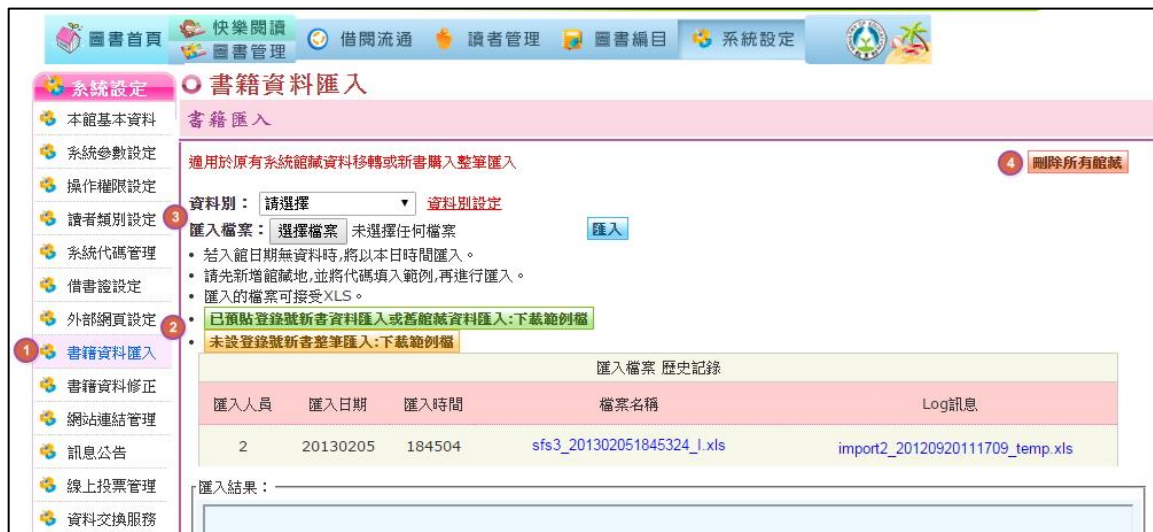 圖書首頁
快樂閱讀
圖書管理
借閱流通
讀者管理
圖書編目
系統設定
系統設定
本館基本資料
系統參數設定
操作權限設定
讀者類別設定
系統代碼管理
借書證設定
外部網頁設定
1 書籍資料匯入
書籍資料修正
網站連結管理
訊息公告
線上投票管理
資料交換服務
書籍資料匯入
書籍匯入
適用於原有系統館藏資料移轉或新書購入整筆匯入
4 刪除所有館藏
資料別： 請選擇 ▼ 資料別設定
3
匯入檔案： 選擇檔案 未選擇任何檔案 匯入
• 若入館日期無資料時,將以本日時間匯入。
• 請先新增館藏地,並將代碼填入範例,再進行匯入。
• 匯入的檔案可接受XLS。
2
• 已預貼登錄號新書資料匯入或舊館藏資料匯入:下載範例檔
• 未設登錄號新書整筆匯入:下載範例檔
匯入檔案 歷史記錄
匯入人員 匯入日期 匯入時間 檔案名稱 Log訊息
2 20130205 184504 sfs3_201302051845324_l.xls import2_20120920111709_temp.xls
匯入結果：